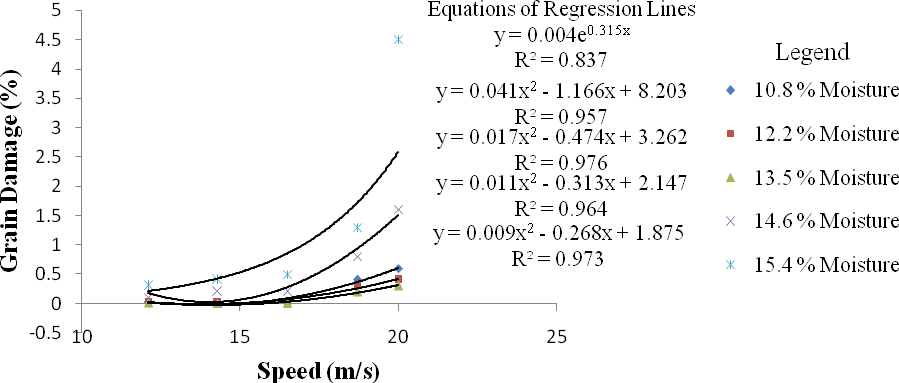 Equations of Regression Lines
y = 0.004e^0.315x
R² = 0.837
y = 0.041x² - 1.166x + 8.203
R² = 0.957
y = 0.017x² - 0.474x + 3.262
R² = 0.976
y = 0.011x² - 0.313x + 2.147
R² = 0.964
y = 0.009x² - 0.268x + 1.875
R² = 0.973
Legend
10.8 % Moisture
12.2 % Moisture
13.5 % Moisture
14.6 % Moisture
15.4 % Moisture
Grain Damage (%)
5
4.5
4
3.5
3
2.5
2
1.5
1
0.5
0
-0.5
10
15
20
25
Speed (m/s)